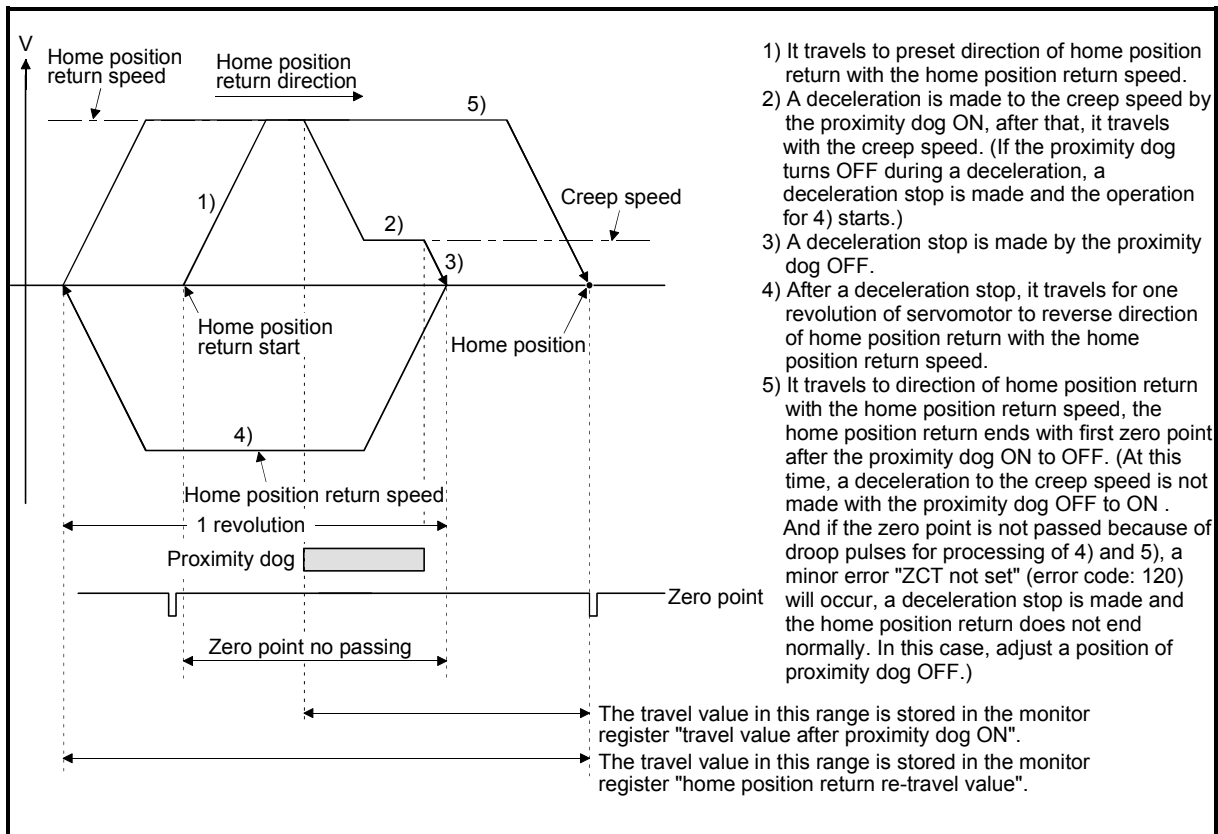 V
Home position
return speed
Home position
return direction
5)
1)
2)
Creep speed
3)
Home position
return start
Home position
4)
Home position return speed
1 revolution
Proximity dog
Zero point
Zero point no passing
The travel value in this range is stored in the monitor
register "travel value after proximity dog ON".
The travel value in this range is stored in the monitor
register "home position return re-travel value".
1) It travels to preset direction of home position
return with the home position return speed.
2) A deceleration is made to the creep speed by
the proximity dog ON, after that, it travels
with the creep speed. (If the proximity dog
turns OFF during a deceleration, a
deceleration stop is made and the operation
for 4) starts.)
3) A deceleration stop is made by the proximity
dog OFF.
4) After a deceleration stop, it travels for one
revolution of servomotor to reverse direction
of home position return with the home
position return speed.
5) It travels to direction of home position return
with the home position return speed, the
home position return ends with first zero point
after the proximity dog ON to OFF. (At this
time, a deceleration to the creep speed is not
made with the proximity dog OFF to ON .
And if the zero point is not passed because of
droop pulses for processing of 4) and 5), a
minor error "ZCT not set" (error code: 120)
will occur, a deceleration stop is made and
the home position return does not end
normally. In this case, adjust a position of
proximity dog OFF.)